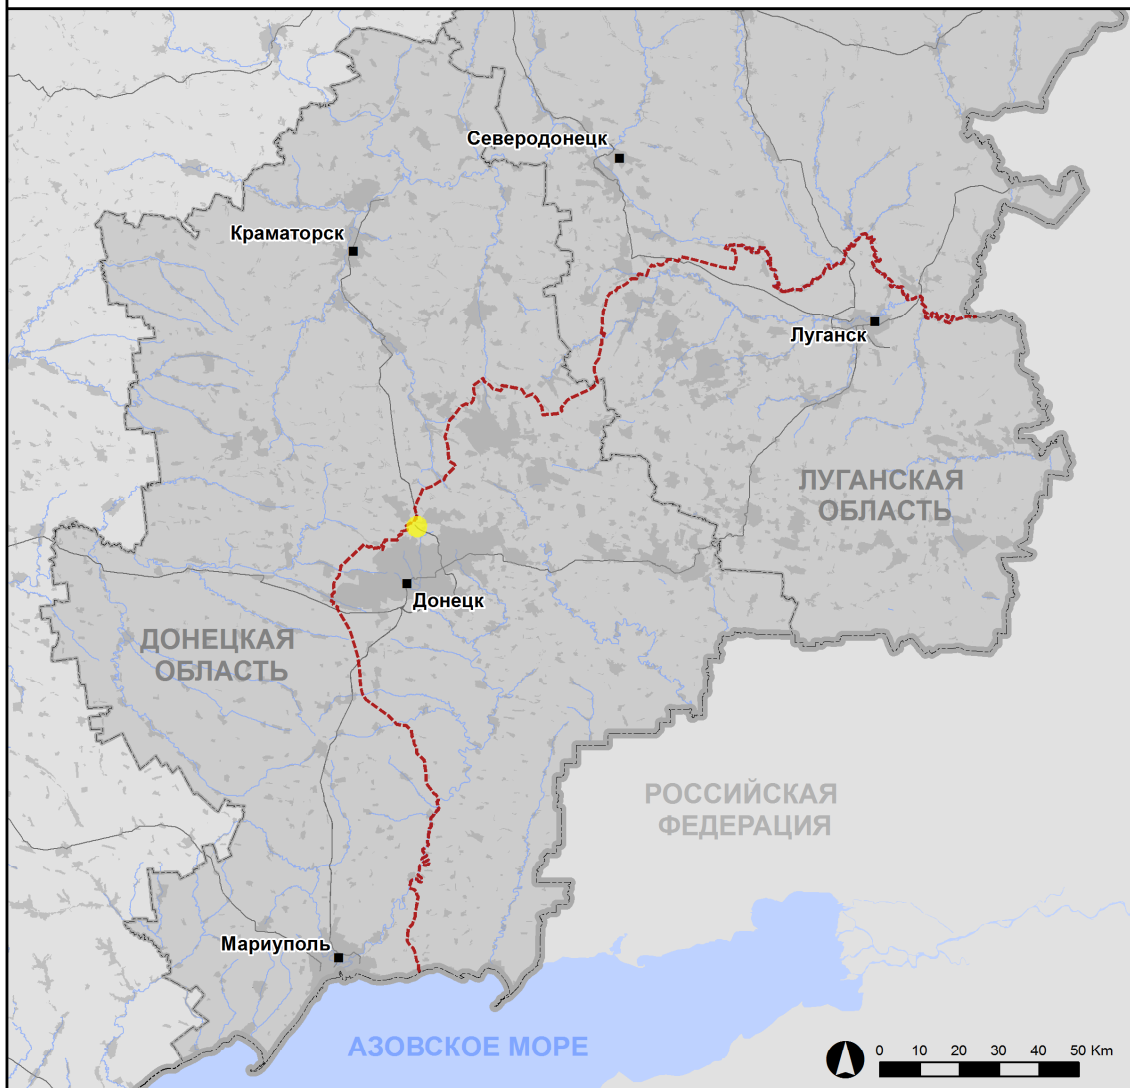 Северодонецк
Краматорск
Луганск
ЛУГАНСКАЯ
ОБЛАСТЬ
Донецк
ДОНЕЦКАЯ
ОБЛАСТЬ
РОССИЙСКАЯ
ФЕДЕРАЦИЯ
Мариуполь
АЗОВСКОЕ МОРЕ
0 10 20 30 40 50 Km